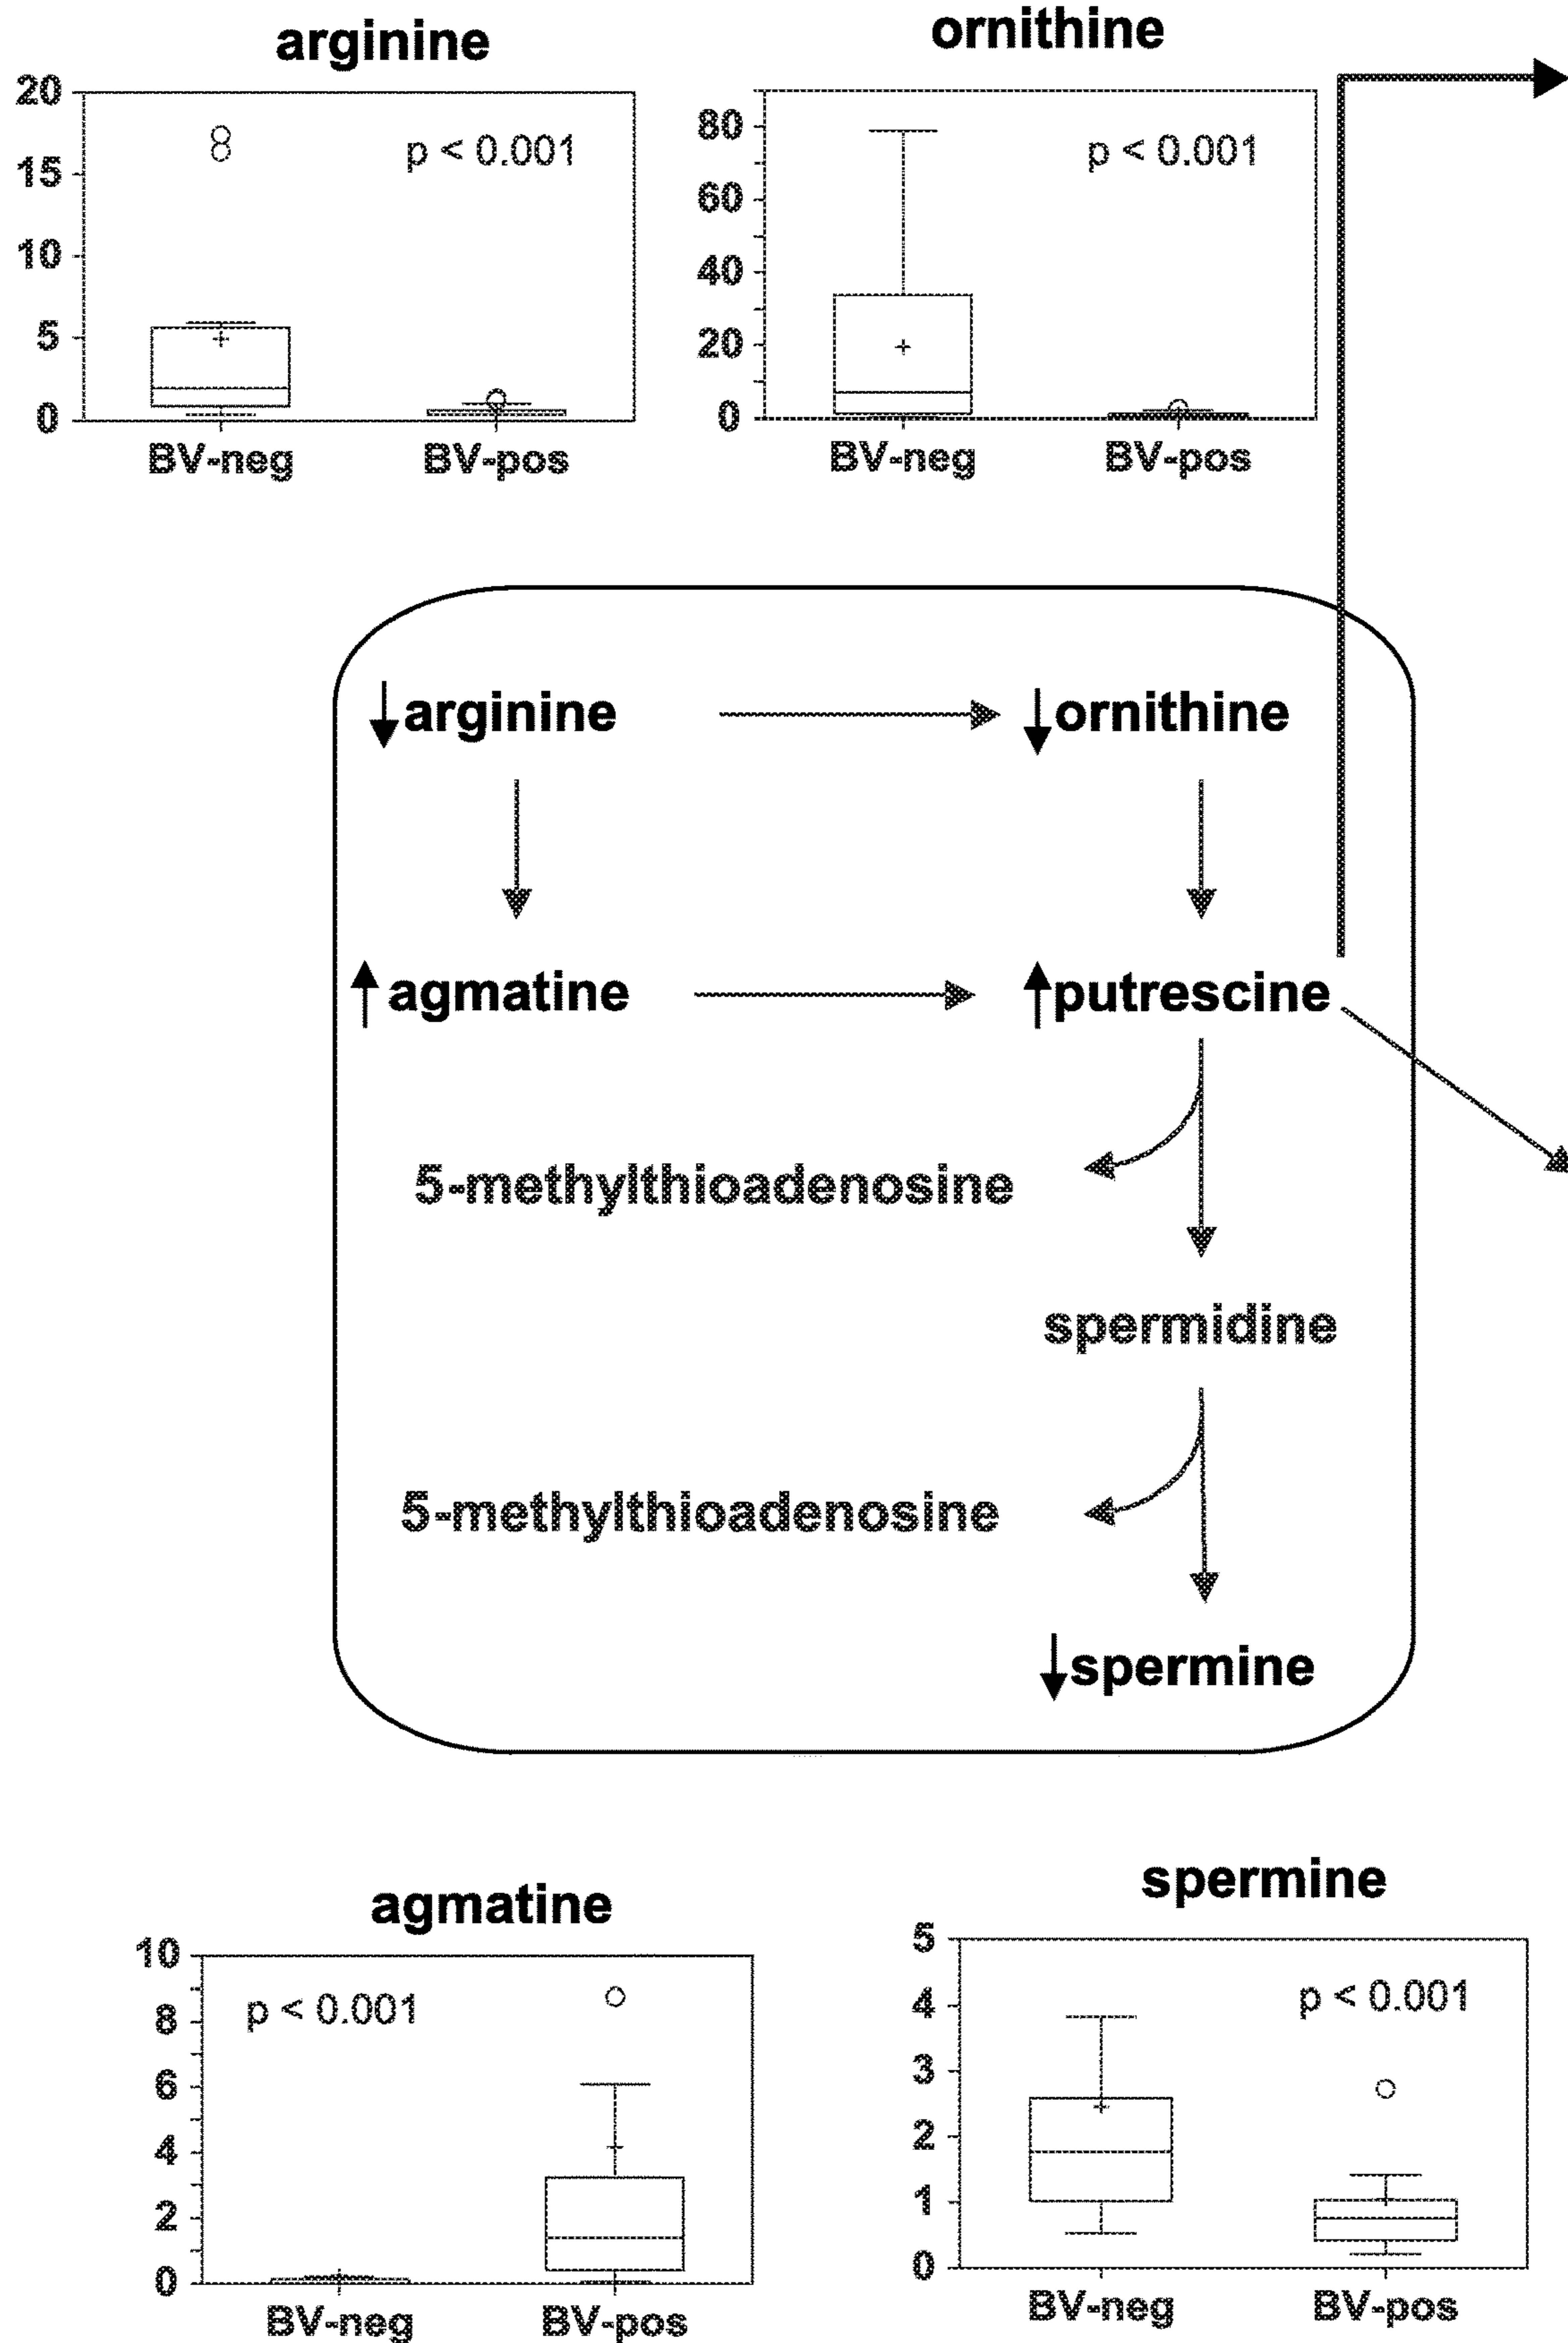 arginine
20
15
10
5
0
p < 0.001
BV-neg
BV-pos
ornithine
80
60
40
20
0
p < 0.001
BV-neg
BV-pos
↓arginine
↓ornithine
↑agmatine
↑putrescine
5-methylthioadenosine
spermidine
5-methylthioadenosine
↓spermine
agmatine
10
8
6
4
2
0
p < 0.001
BV-neg
BV-pos
spermine
5
4
3
2
1
0
p < 0.001
BV-neg
BV-pos